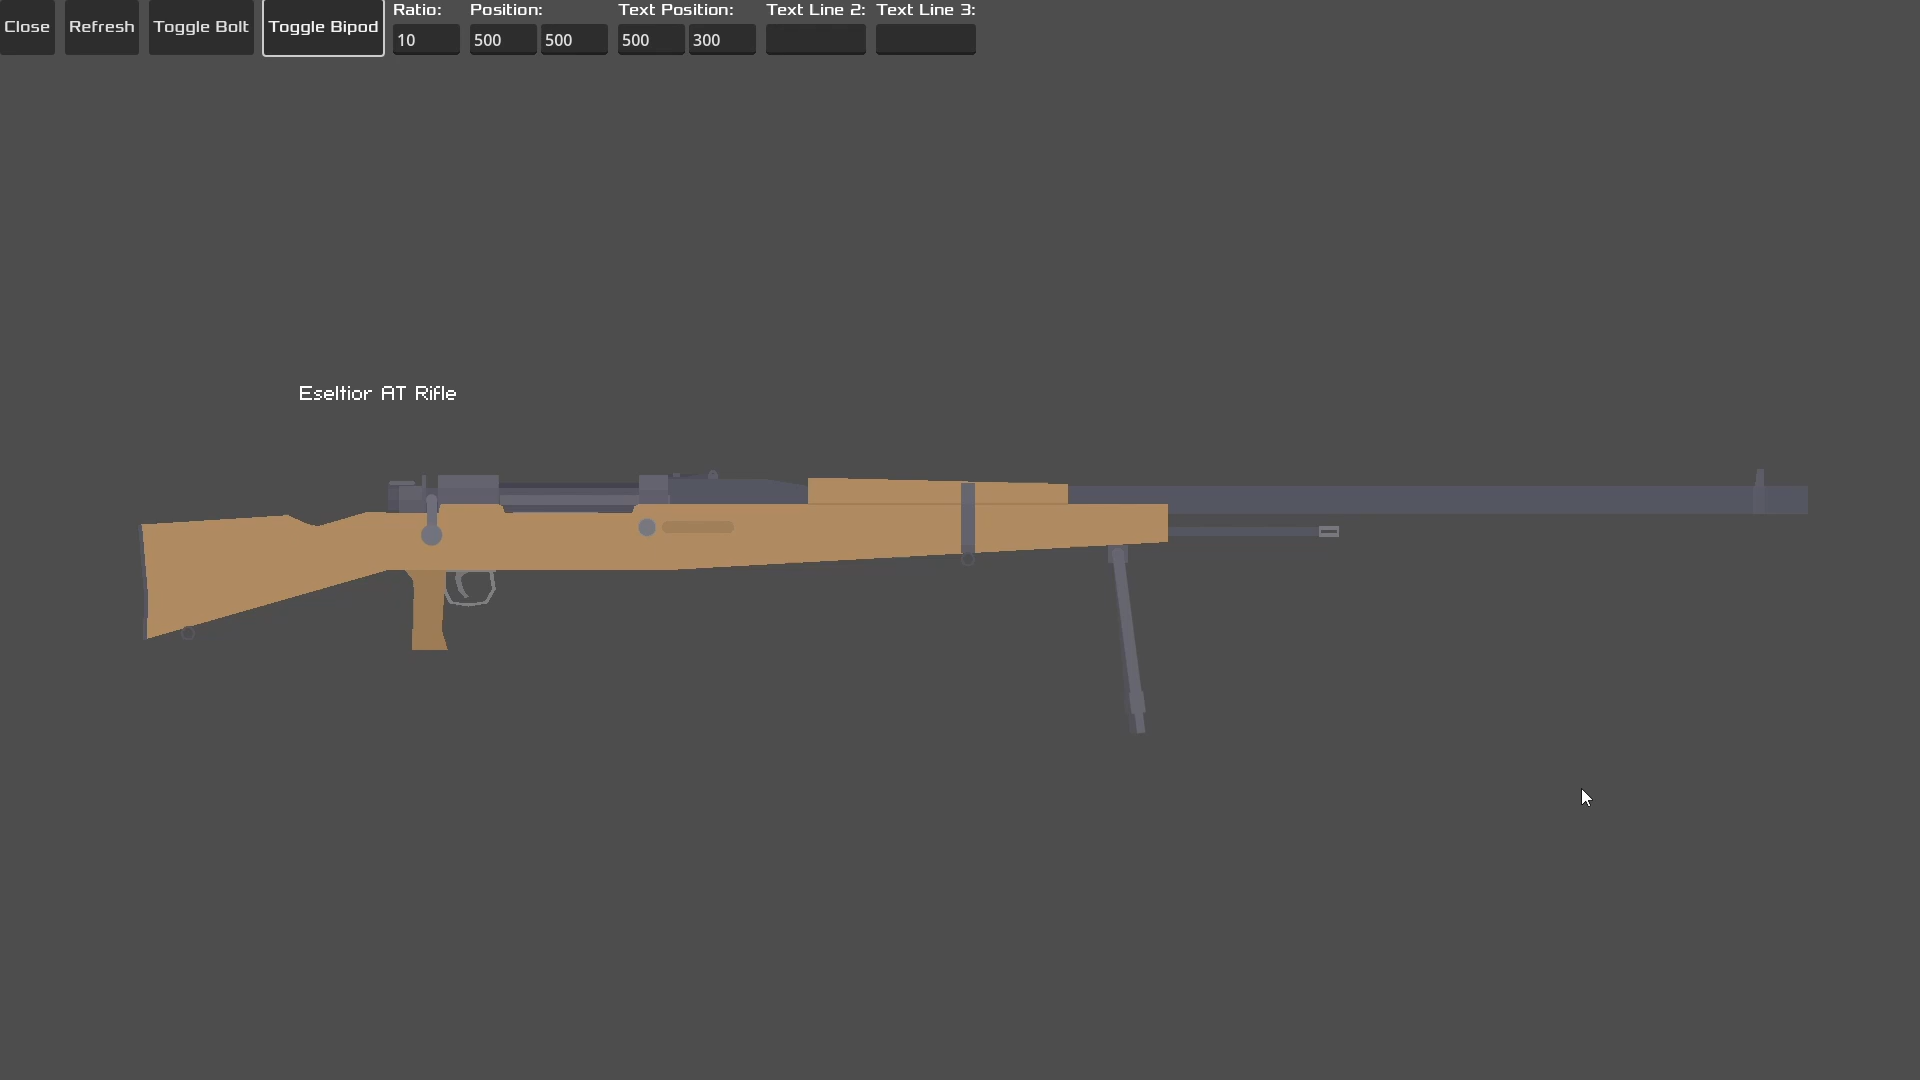 Close Refresh Toggle Bolt Toggle Bipod Ratio: Position: Text Position: Text Line 2: Text Line 3:
10 500 500 500 300
Eseltior AT Rifle